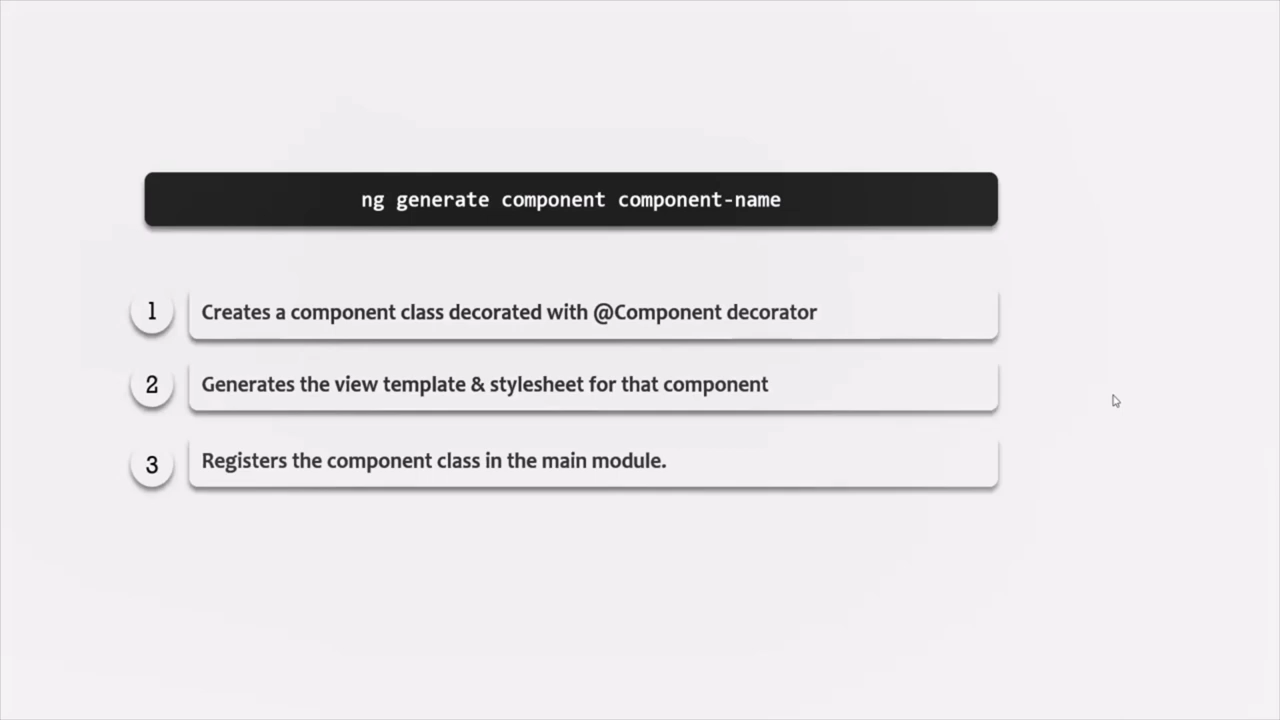 ng generate component component-name
1 Creates a component class decorated with @Component decorator
2 Generates the view template & stylesheet for that component
3 Registers the component class in the main module.